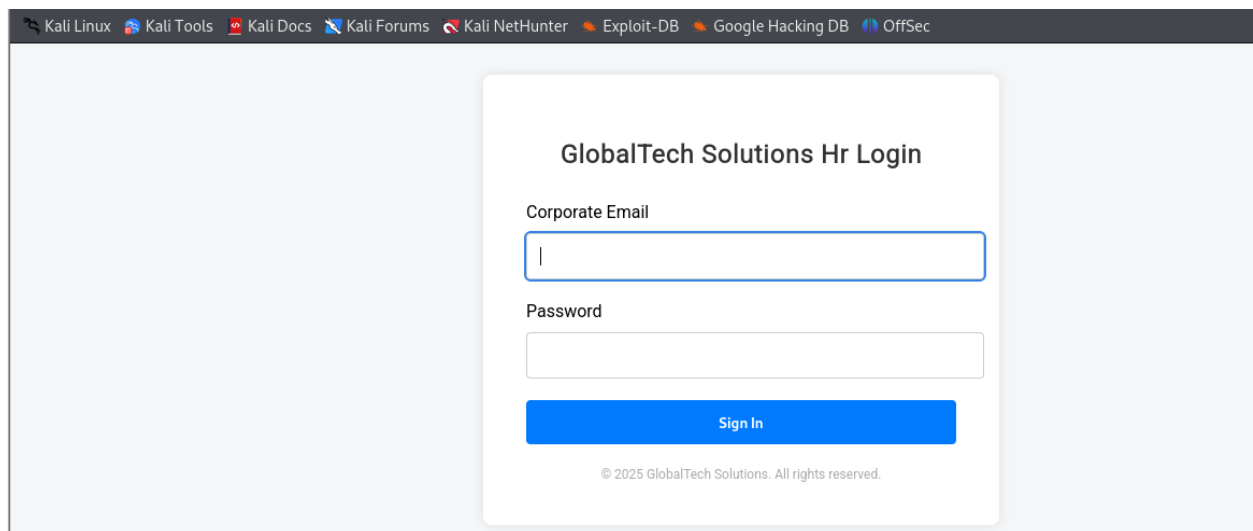 Kali Linux Kali Tools Kali Docs Kali Forums Kali NetHunter Exploit-DB Google Hacking DB OffSec
GlobalTech Solutions Hr Login
Corporate Email
Password
Sign In
© 2025 GlobalTech Solutions. All rights reserved.